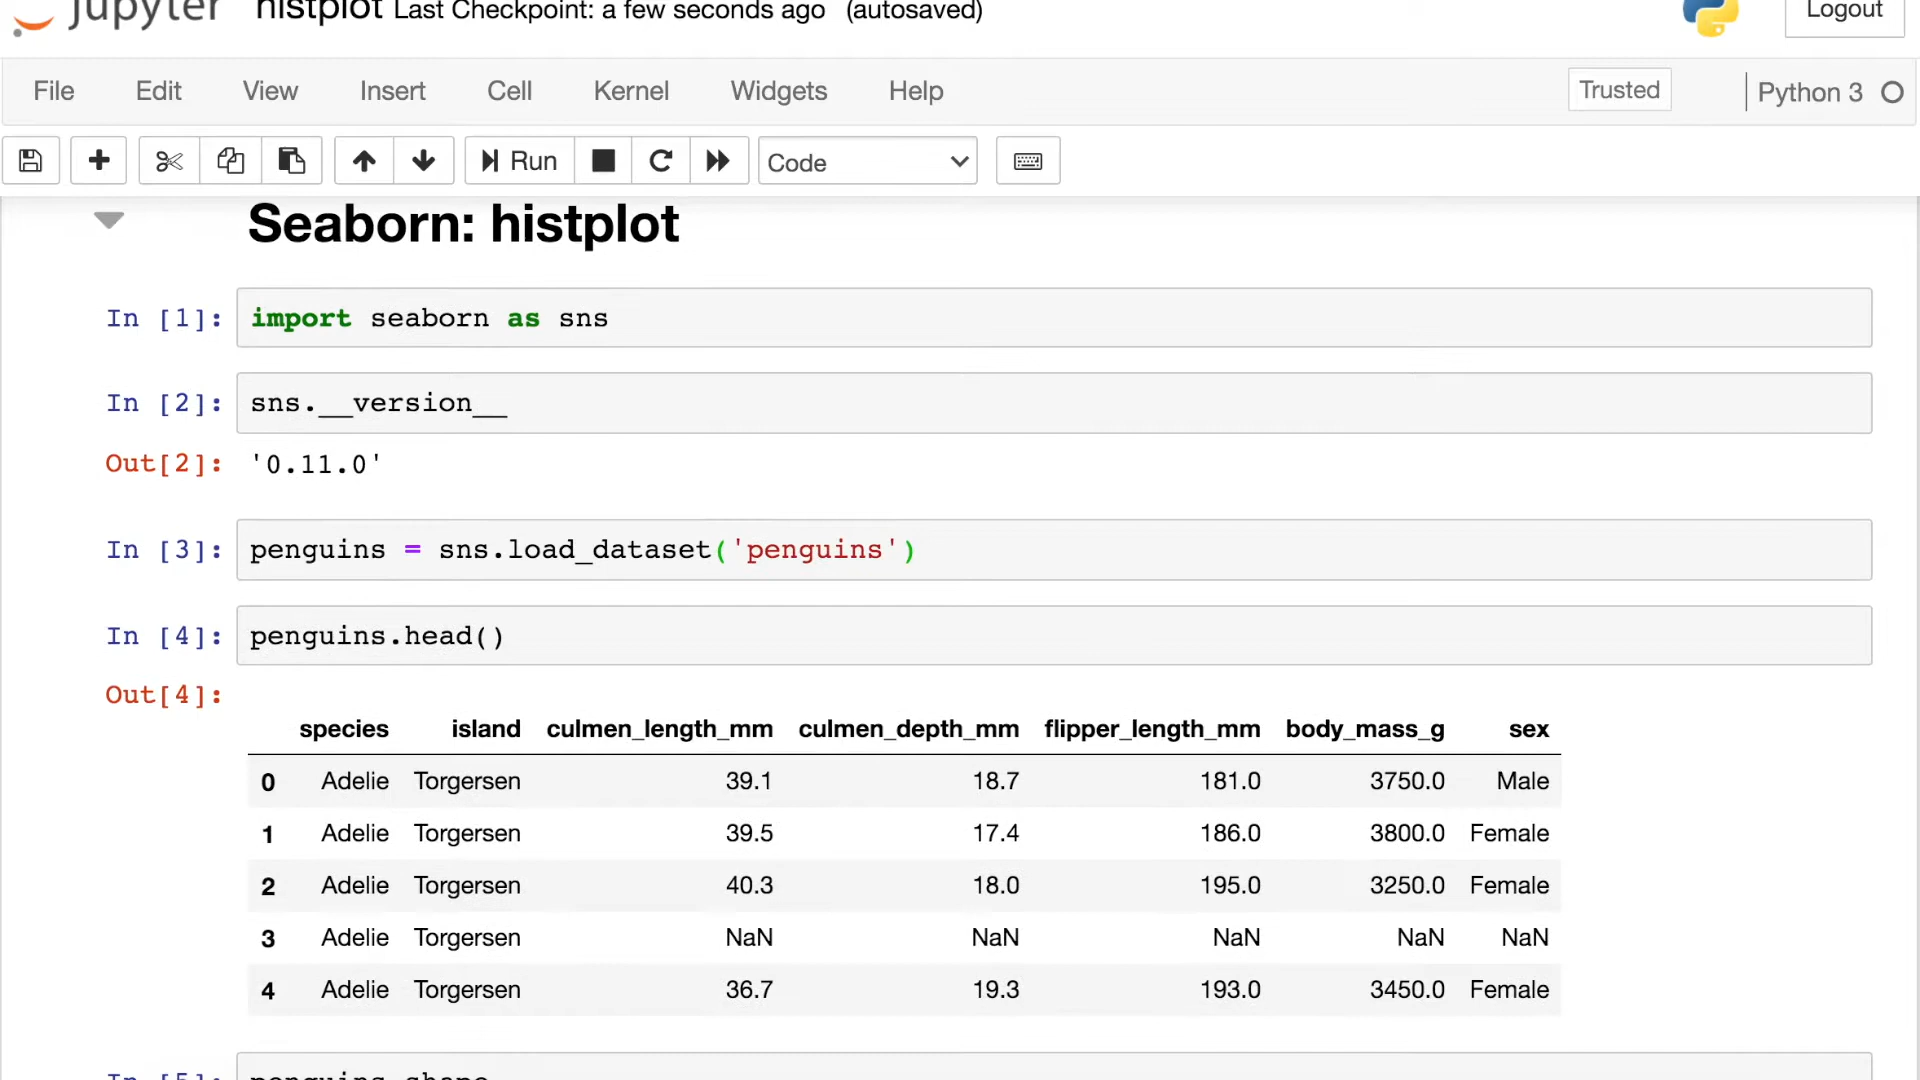 jupyter histplot Last Checkpoint: a few seconds ago (autosaved) Logout
File Edit View Insert Cell Kernel Widgets Help Trusted Python 3
Run Code
Seaborn: histplot
In [1]: import seaborn as sns
In [2]: sns.__version__
Out[2]: '0.11.0'
In [3]: penguins = sns.load_dataset('penguins')
In [4]: penguins.head()
Out[4]:
species island culmen_length_mm culmen_depth_mm flipper_length_mm body_mass_g sex
0 Adelie Torgersen 39.1 18.7 181.0 3750.0 Male
1 Adelie Torgersen 39.5 17.4 186.0 3800.0 Female
2 Adelie Torgersen 40.3 18.0 195.0 3250.0 Female
3 Adelie Torgersen NaN NaN NaN NaN NaN
4 Adelie Torgersen 36.7 19.3 193.0 3450.0 Female
In [5]: penguins.shape